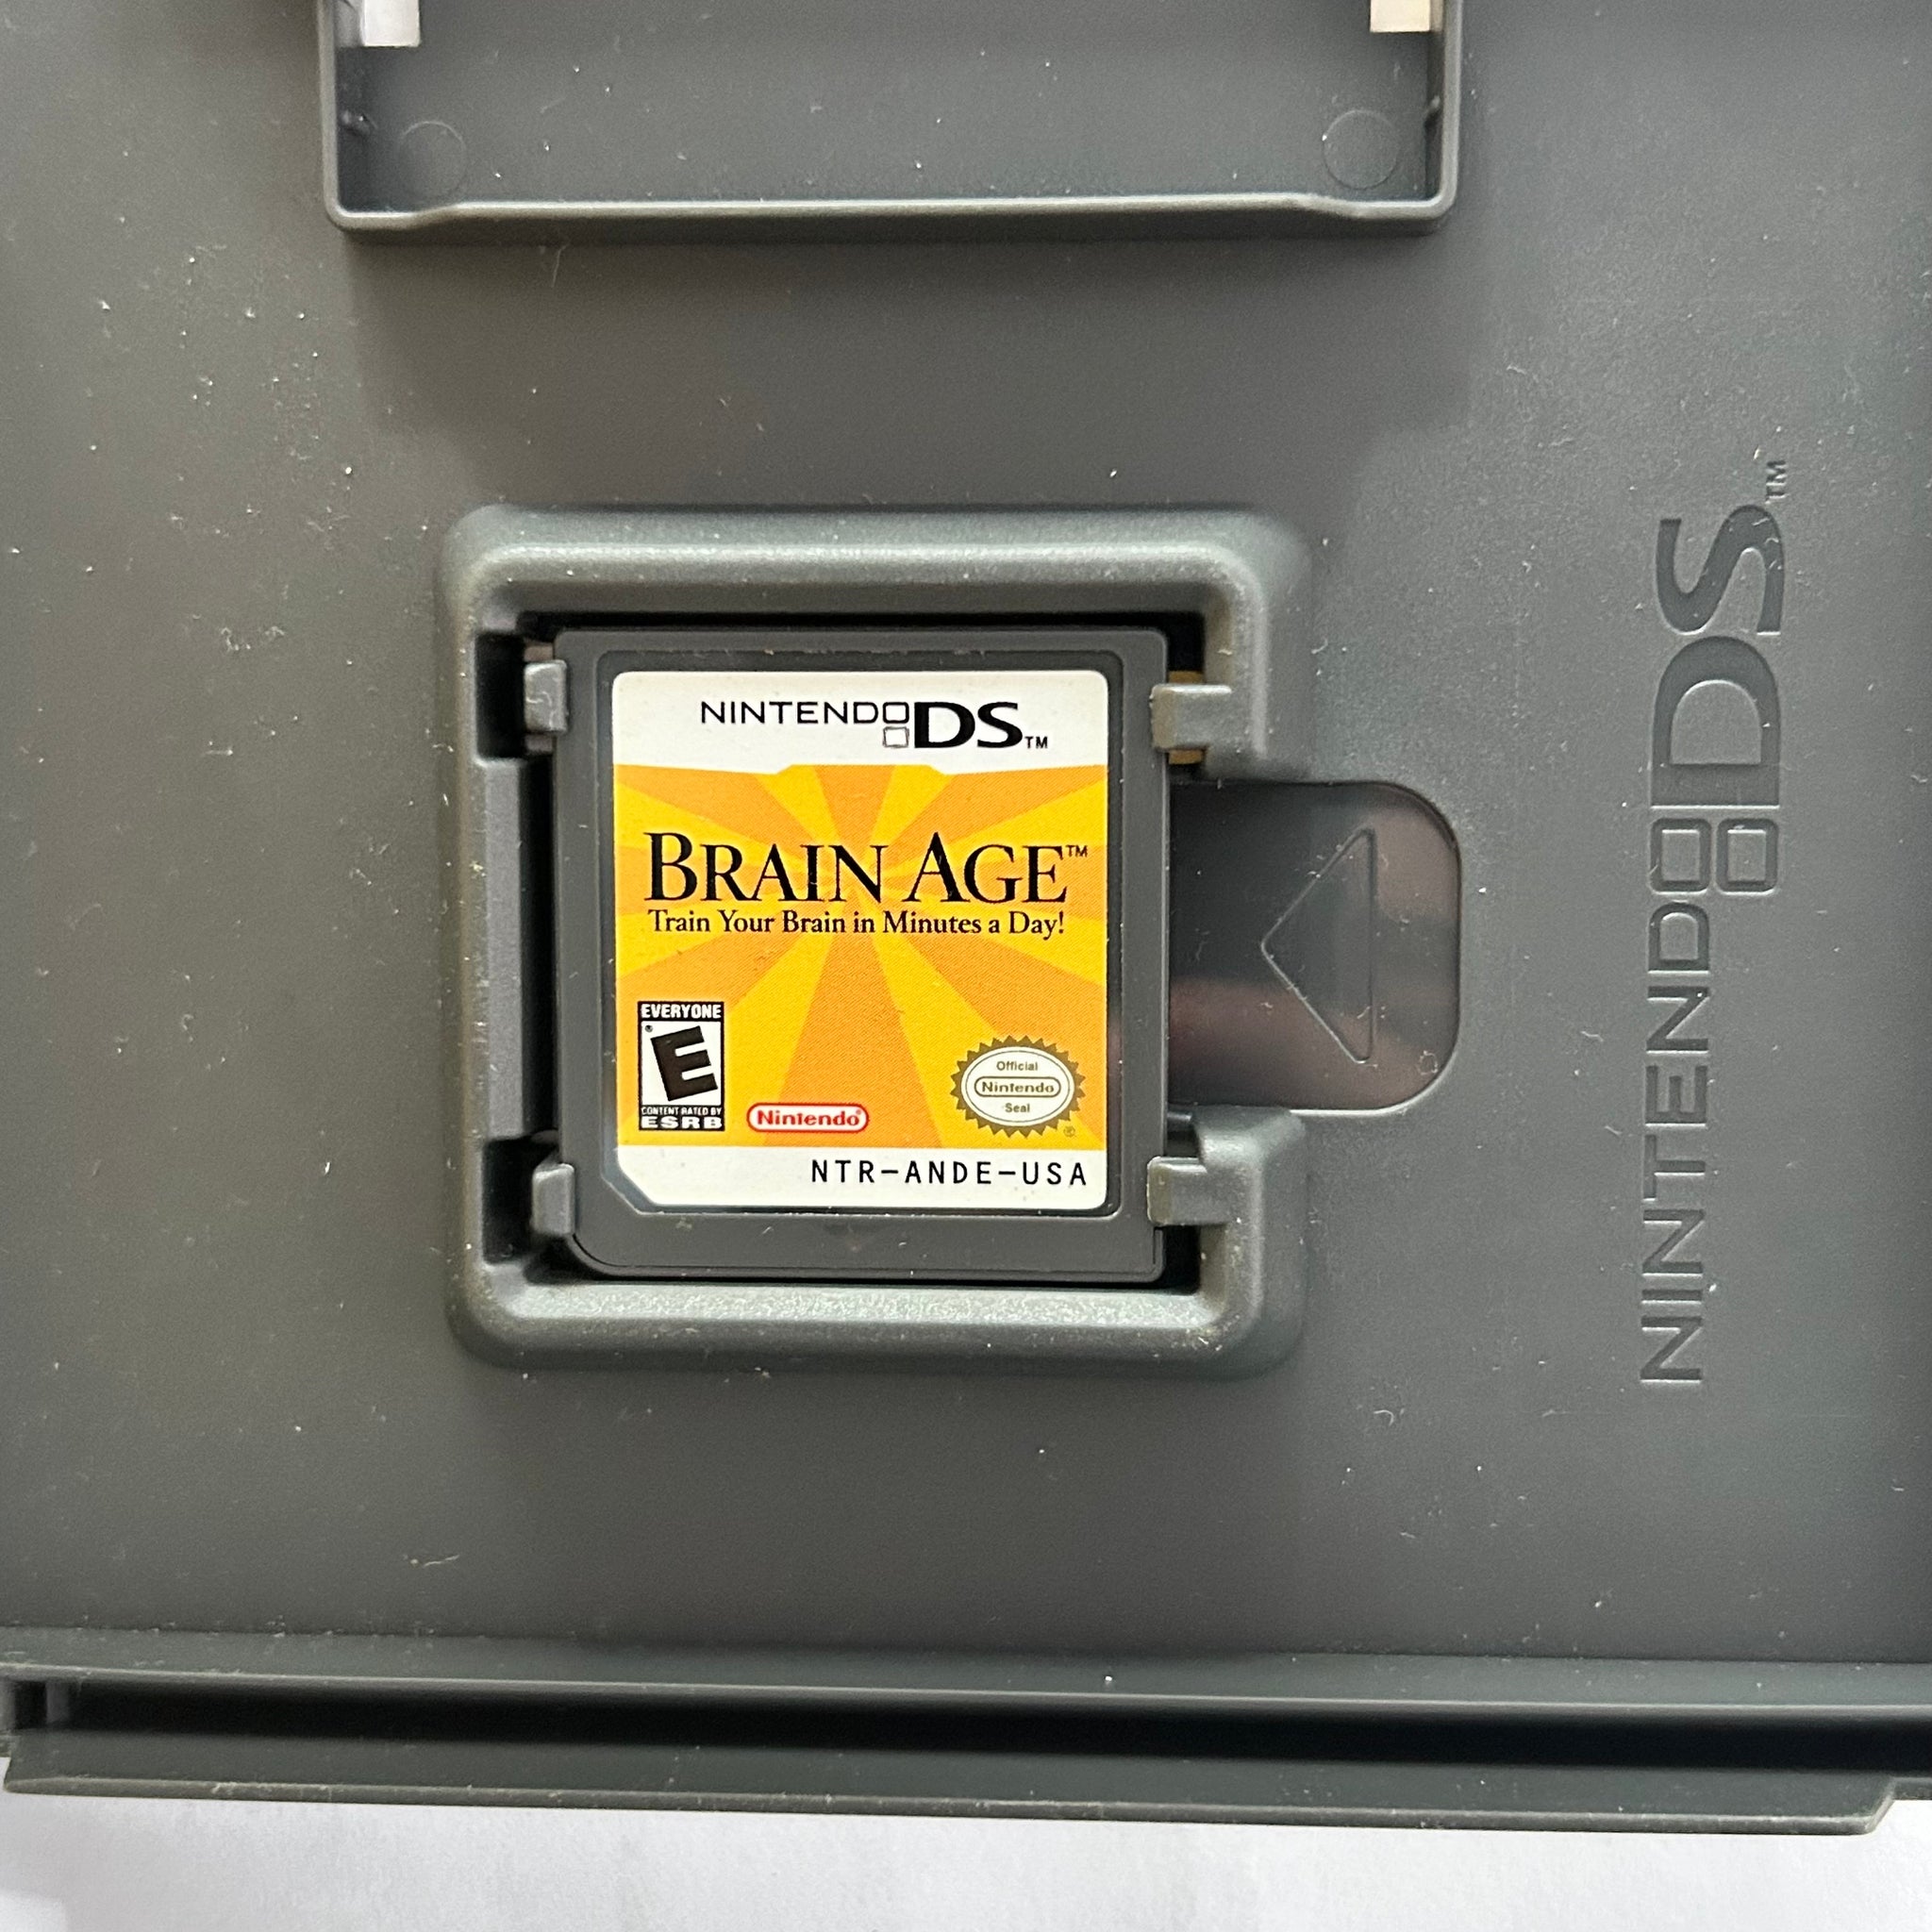 NINTENDO DS™
BRAIN AGE™
Train Your Brain in Minutes a Day!
EVERYONE
E
CONTENT RATED BY
ESRB
Nintendo®
Official
Nintendo
Seal
®
NTR-ANDE-USA
NINTENDO DS™